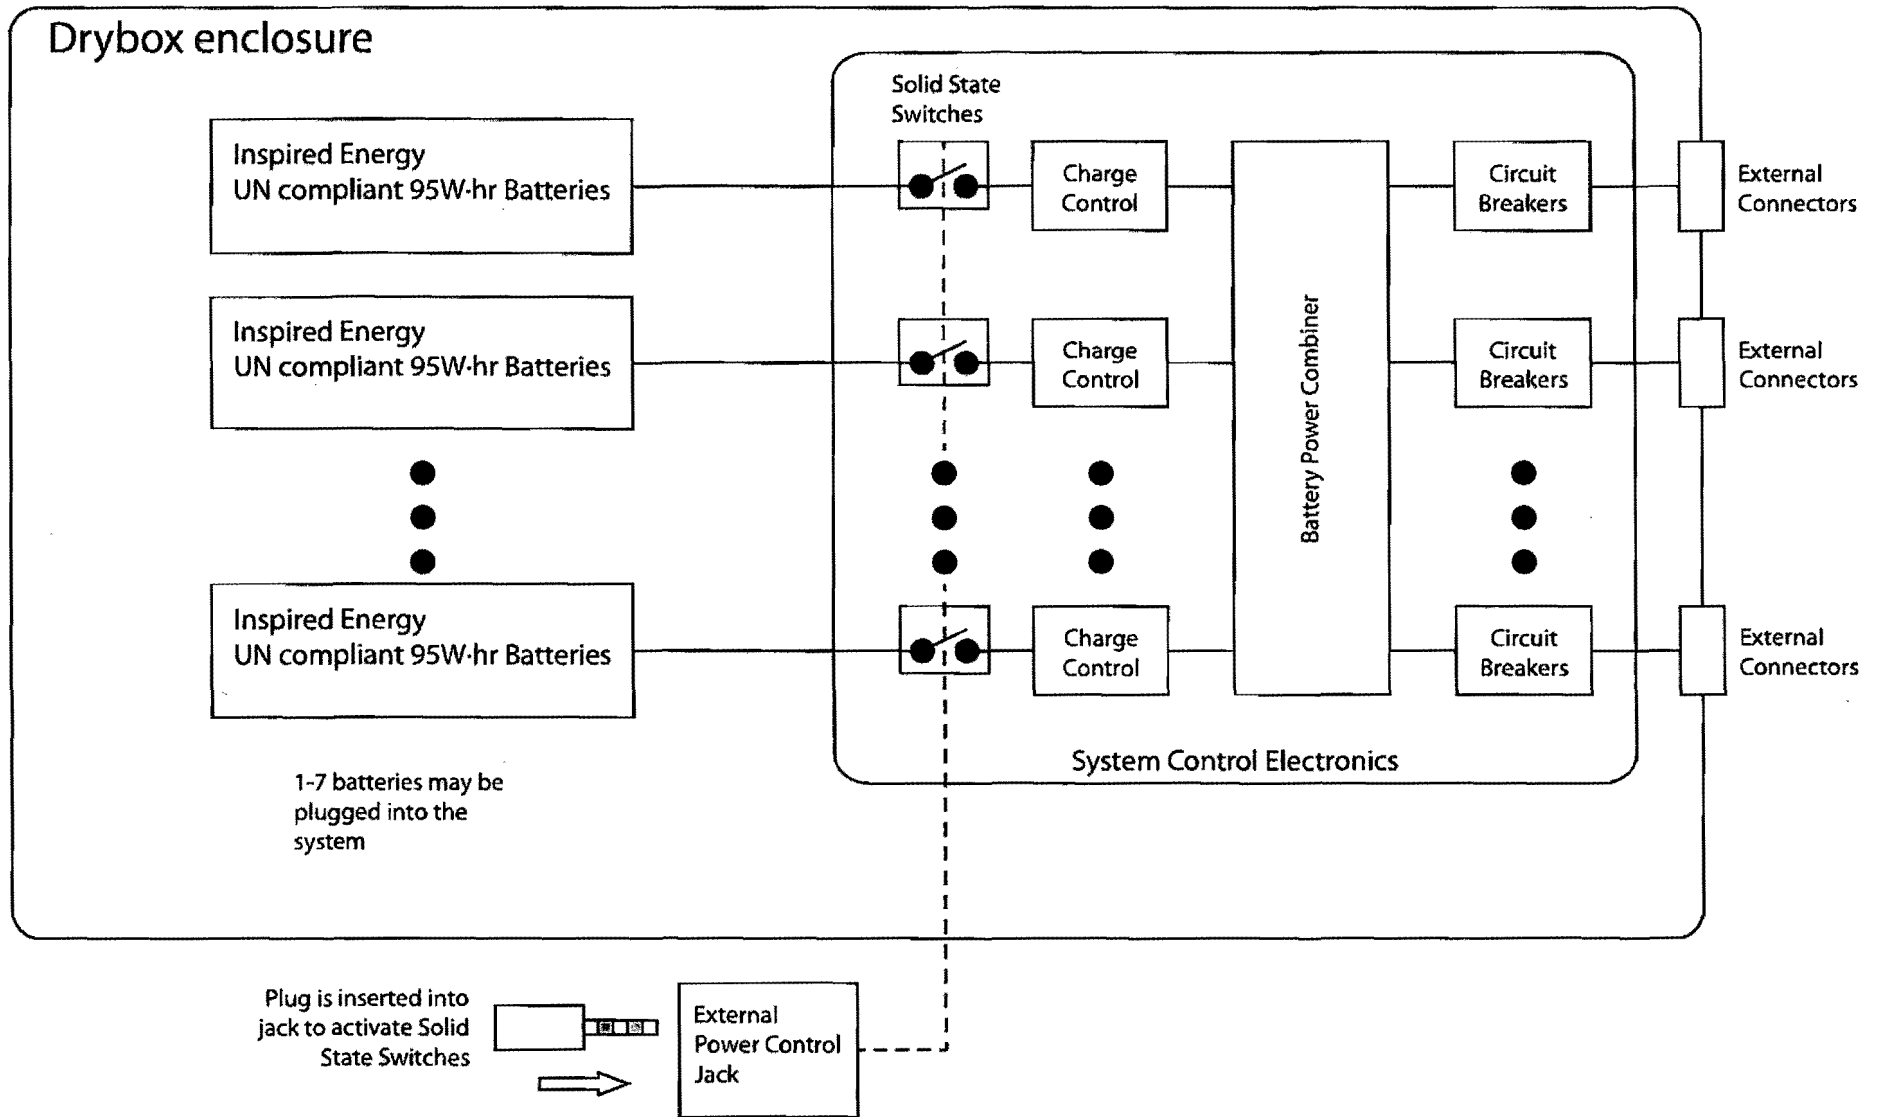 Drybox enclosure
Solid State
Switches
Inspired Energy
UN compliant 95W·hr Batteries
Charge
Control
Circuit
Breakers
External
Connectors
Inspired Energy
UN compliant 95W·hr Batteries
Charge
Control
Battery Power Combiner
Circuit
Breakers
External
Connectors
Inspired Energy
UN compliant 95W·hr Batteries
Charge
Control
Circuit
Breakers
External
Connectors
System Control Electronics
1-7 batteries may be
plugged into the
system
Plug is inserted into
jack to activate Solid
State Switches
External
Power Control
Jack